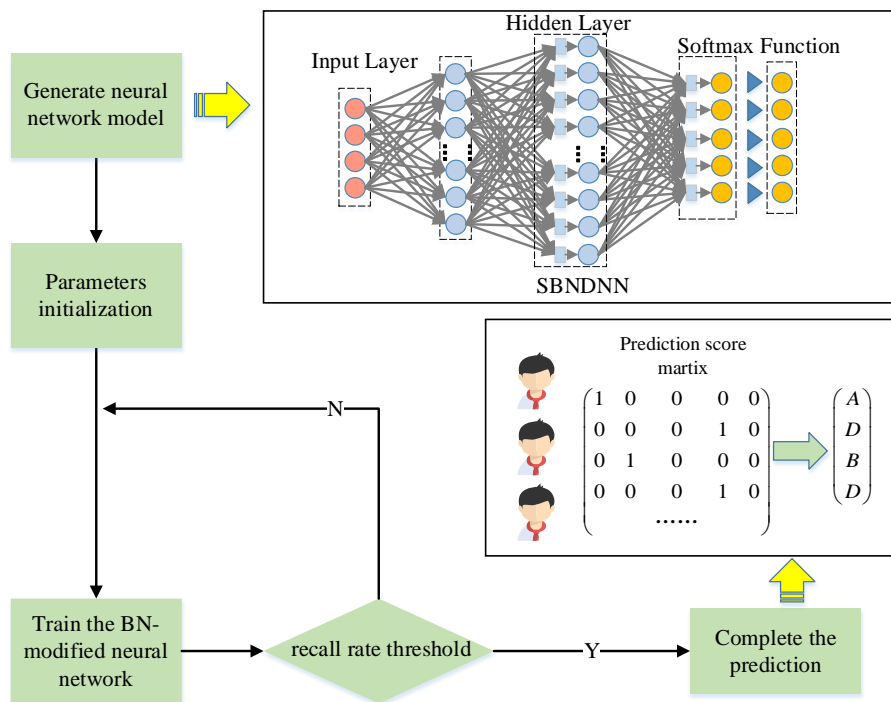 Generate neural
network model
Input Layer
Hidden Layer
Softmax Function
SBNDNN
Parameters
initialization
Prediction score
martix
1 0 0 0 0
0 0 0 1 0
0 1 0 0 0
0 0 0 1 0
......
A
D
B
D
N
Train the BN-
modified neural
network
recall rate threshold
Y
Complete the
prediction